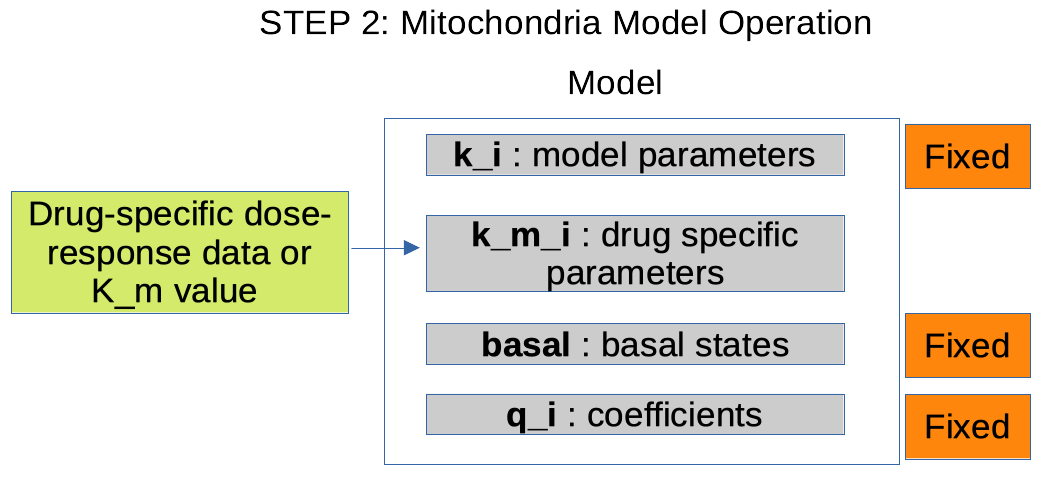 STEP 2: Mitochondria Model Operation
Model
k_i : model parameters
Fixed
Drug-specific dose-
response data or
K_m value
k_m_i : drug specific
parameters
basal : basal states
Fixed
q_i : coefficients
Fixed